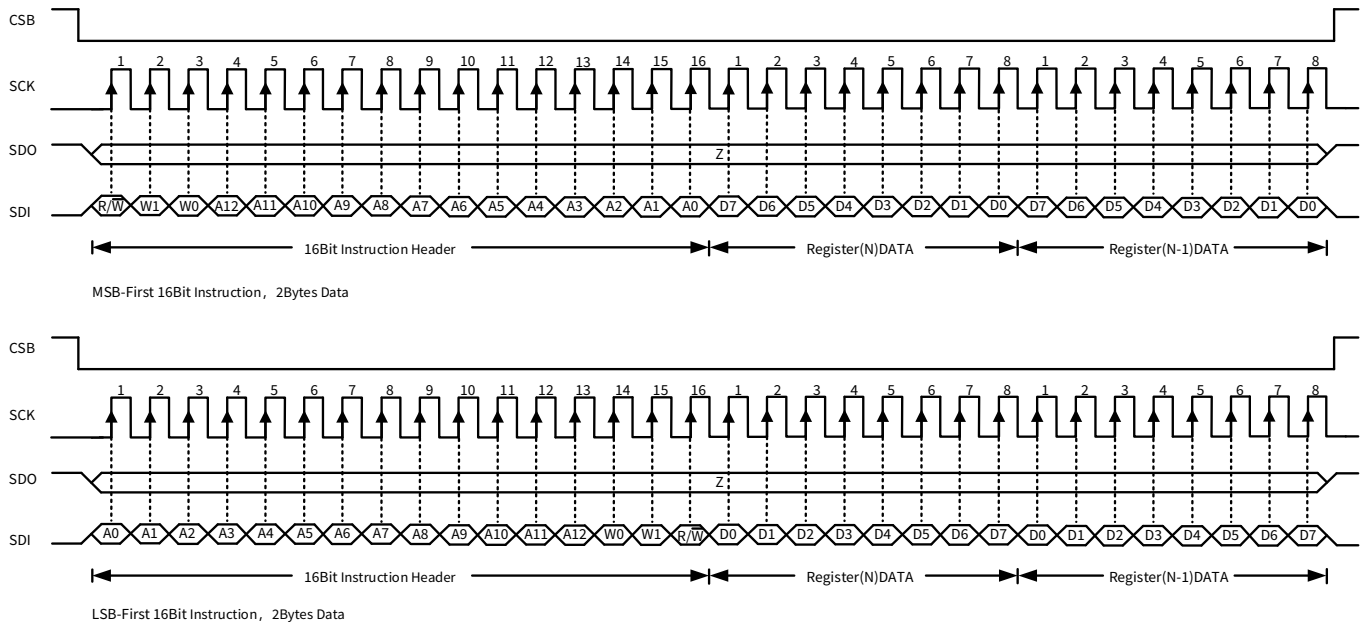 CSB
SCK 1 2 3 4 5 6 7 8 9 10 11 12 13 14 15 16 1 2 3 4 5 6 7 8 1 2 3 4 5 6 7 8
SDO Z
SDI R/W̅ W1 W0 A12 A11 A10 A9 A8 A7 A6 A5 A4 A3 A2 A1 A0 D7 D6 D5 D4 D3 D2 D1 D0 D7 D6 D5 D4 D3 D2 D1 D0
16Bit Instruction Header Register(N)DATA Register(N-1)DATA
MSB-First 16Bit Instruction，2Bytes Data
CSB
SCK 1 2 3 4 5 6 7 8 9 10 11 12 13 14 15 16 1 2 3 4 5 6 7 8 1 2 3 4 5 6 7 8
SDO Z
SDI A0 A1 A2 A3 A4 A5 A6 A7 A8 A9 A10 A11 A12 W0 W1 R/W̅ D0 D1 D2 D3 D4 D5 D6 D7 D0 D1 D2 D3 D4 D5 D6 D7
16Bit Instruction Header Register(N)DATA Register(N-1)DATA
LSB-First 16Bit Instruction，2Bytes Data